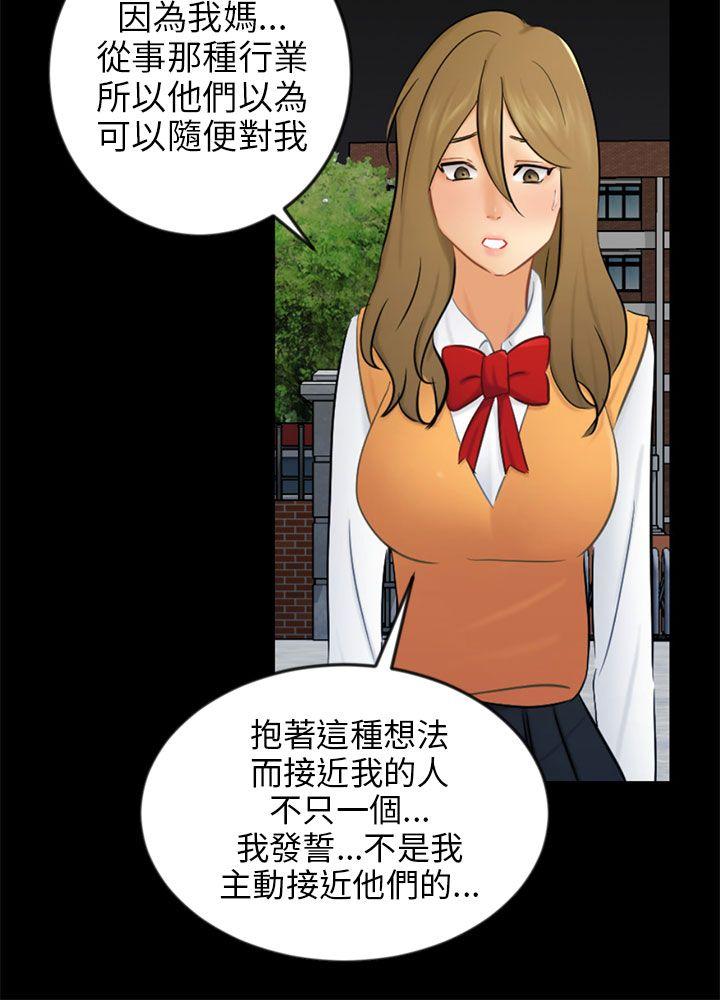 因為我媽...
從事那種行業
所以他們以為
可以隨便對我
抱著這種想法
而接近我的人
不只一個...
我發誓...不是我
主動接近他們的...